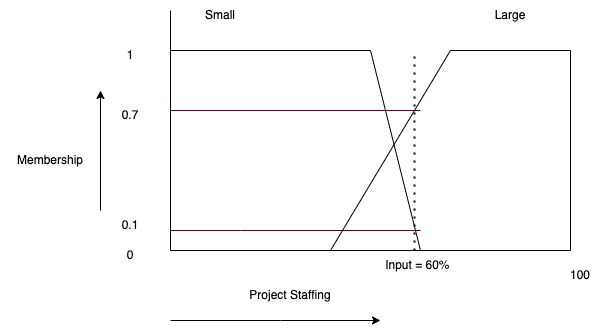 Small
Large
1
0.7
Membership
0.1
0
Input = 60%
100
Project Staffing